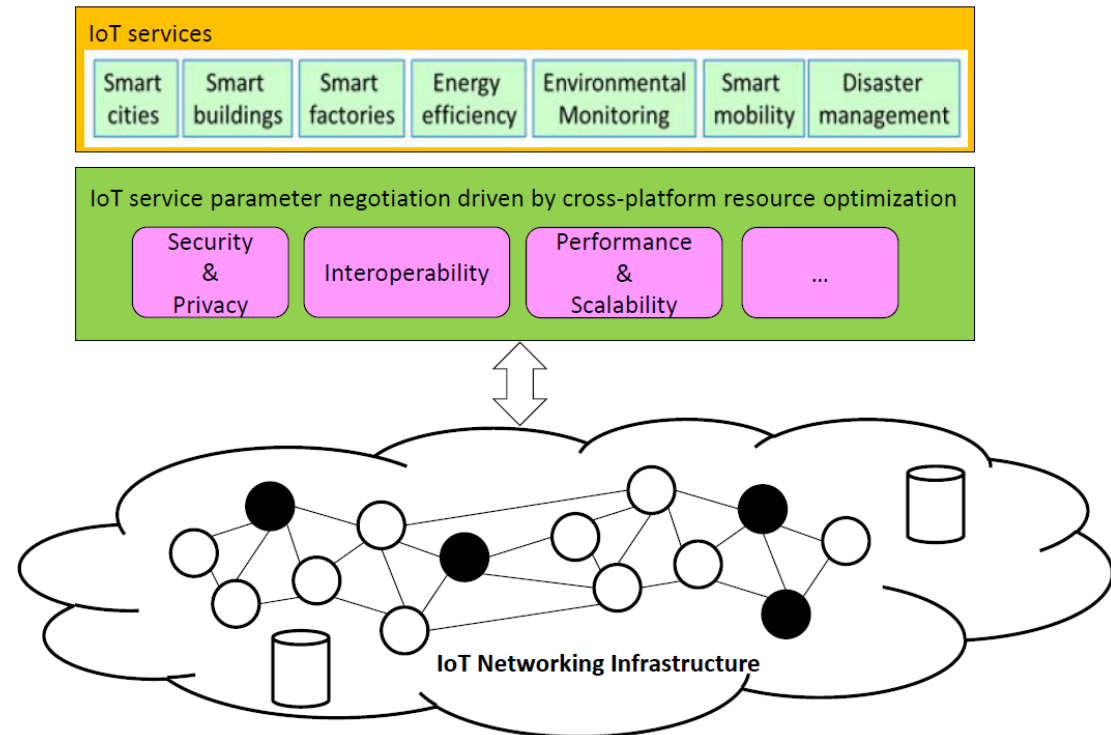 IoT services
Smart
cities
Smart
buildings
Smart
factories
Energy
efficiency
Environmental
Monitoring
Smart
mobility
Disaster
management
IoT service parameter negotiation driven by cross-platform resource optimization
Security
&
Privacy
Interoperability
Performance
&
Scalability
...
IoT Networking Infrastructure